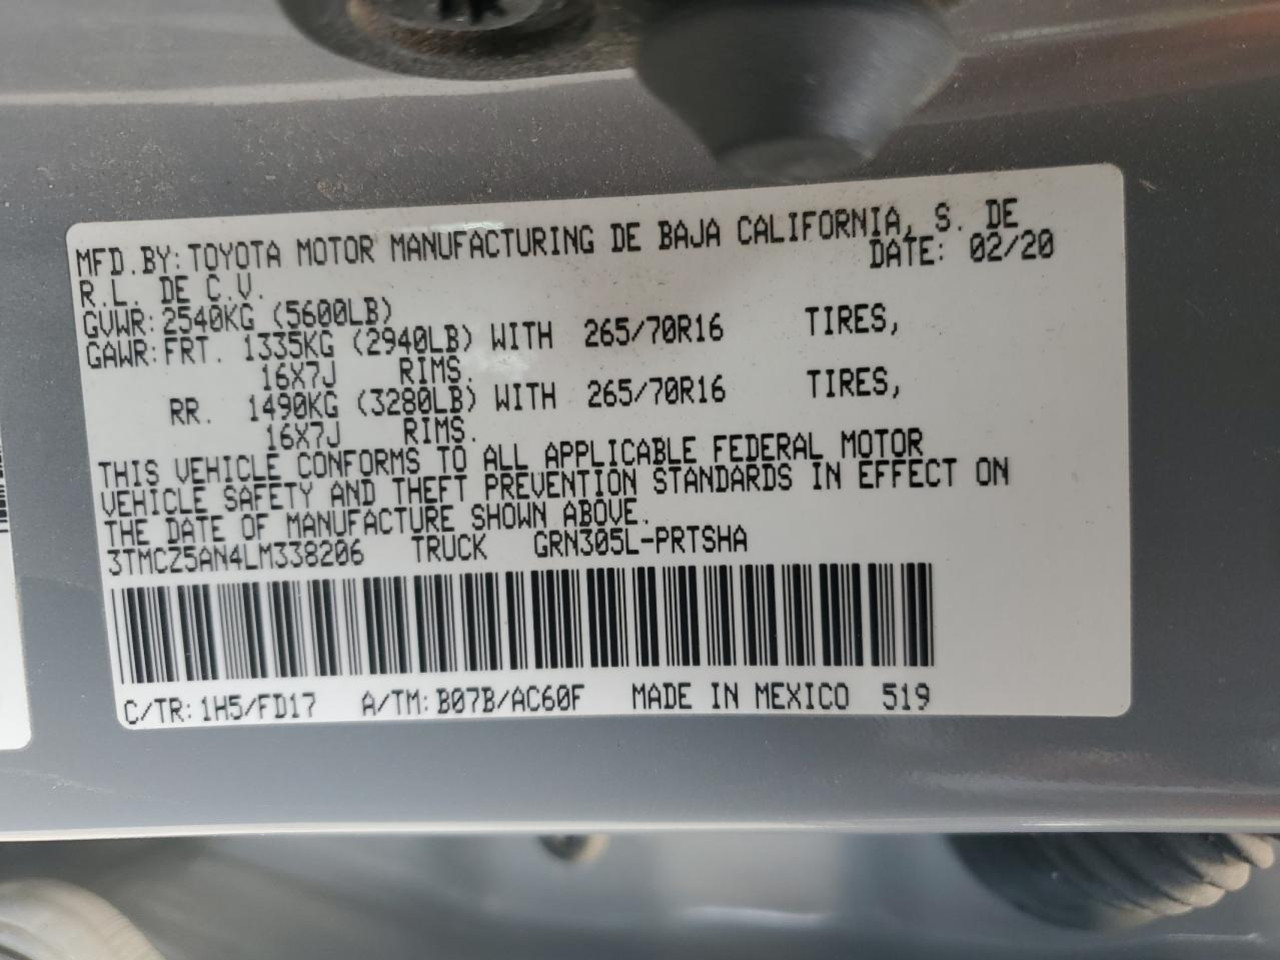 MFD.BY: TOYOTA MOTOR MANUFACTURING DE BAJA CALIFORNIA, S. DE
R.L. DE C.V. DATE: 02/20
GVWR: 2540KG (5600LB)
GAWR: FRT. 1335KG (2940LB) WITH 265/70R16 TIRES,
16X7J RIMS.
RR. 1490KG (3280LB) WITH 265/70R16 TIRES,
16X7J RIMS.
THIS VEHICLE CONFORMS TO ALL APPLICABLE FEDERAL MOTOR
VEHICLE SAFETY AND THEFT PREVENTION STANDARDS IN EFFECT ON
THE DATE OF MANUFACTURE SHOWN ABOVE.
3TMCZ5AN4LM338206 TRUCK GRN305L-PRTSHA
C/TR: 1H5/FD17 A/TM: B07B/AC60F MADE IN MEXICO 519